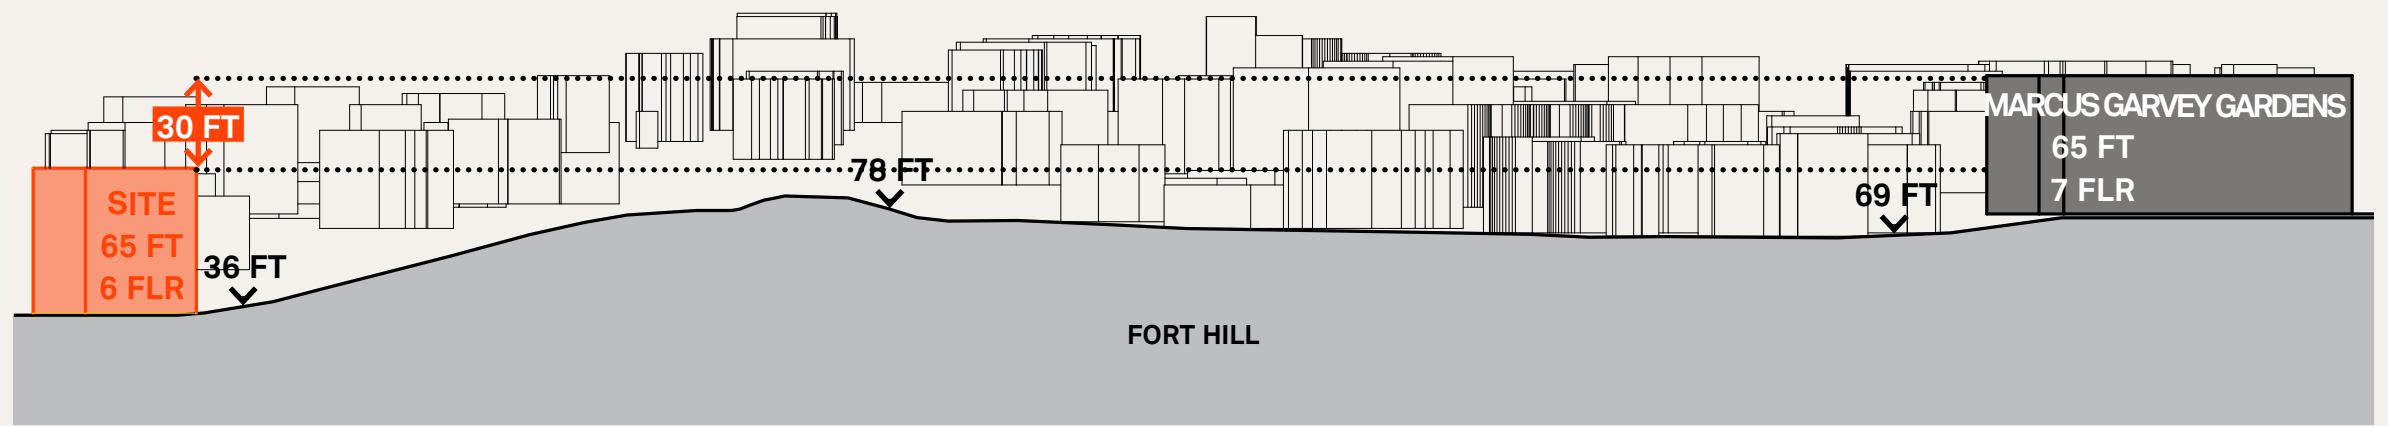 30 FT
SITE
65 FT
6 FLR
36 FT
78 FT
69 FT
MARCUS GARVEY GARDENS
65 FT
7 FLR
FORT HILL